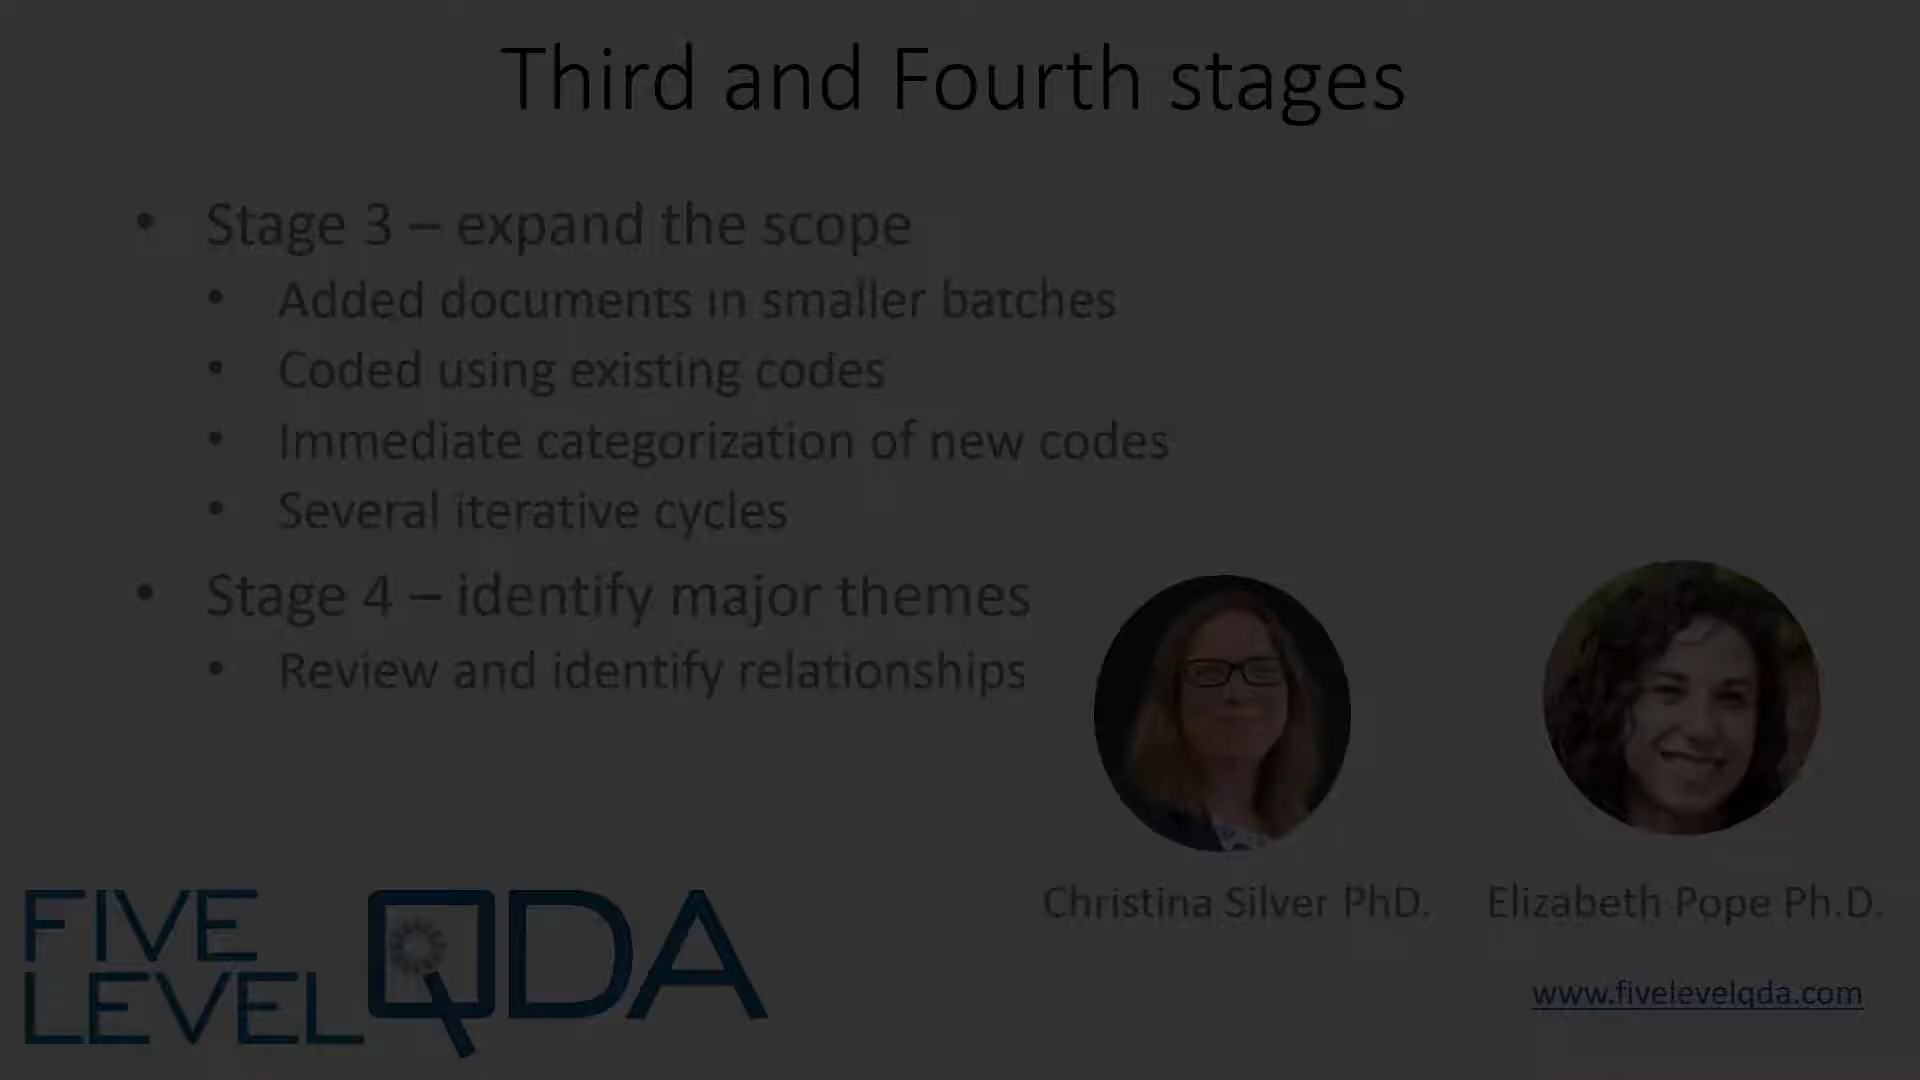 Third and Fourth stages
• Stage 3 – expand the scope
• Added documents in smaller batches
• Coded using existing codes
• Immediate categorization of new codes
• Several iterative cycles
• Stage 4 – identify major themes
• Review and identify relationships
Christina Silver PhD.
Elizabeth Pope Ph.D.
FIVE
LEVEL
QDA
www.fivelevelqda.com